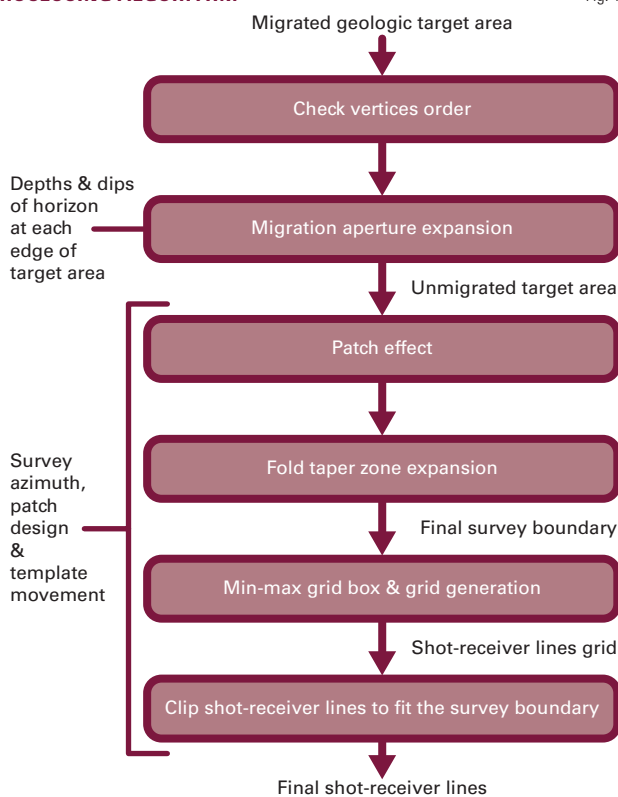 Migrated geologic target area
Check vertices order
Depths & dips
of horizon
at each
edge of
target area
Migration aperture expansion
Unmigrated target area
Patch effect
Fold taper zone expansion
Survey
azimuth,
patch
design
&
template
movement
Final survey boundary
Min-max grid box & grid generation
Shot-receiver lines grid
Clip shot-receiver lines to fit the survey boundary
Final shot-receiver lines